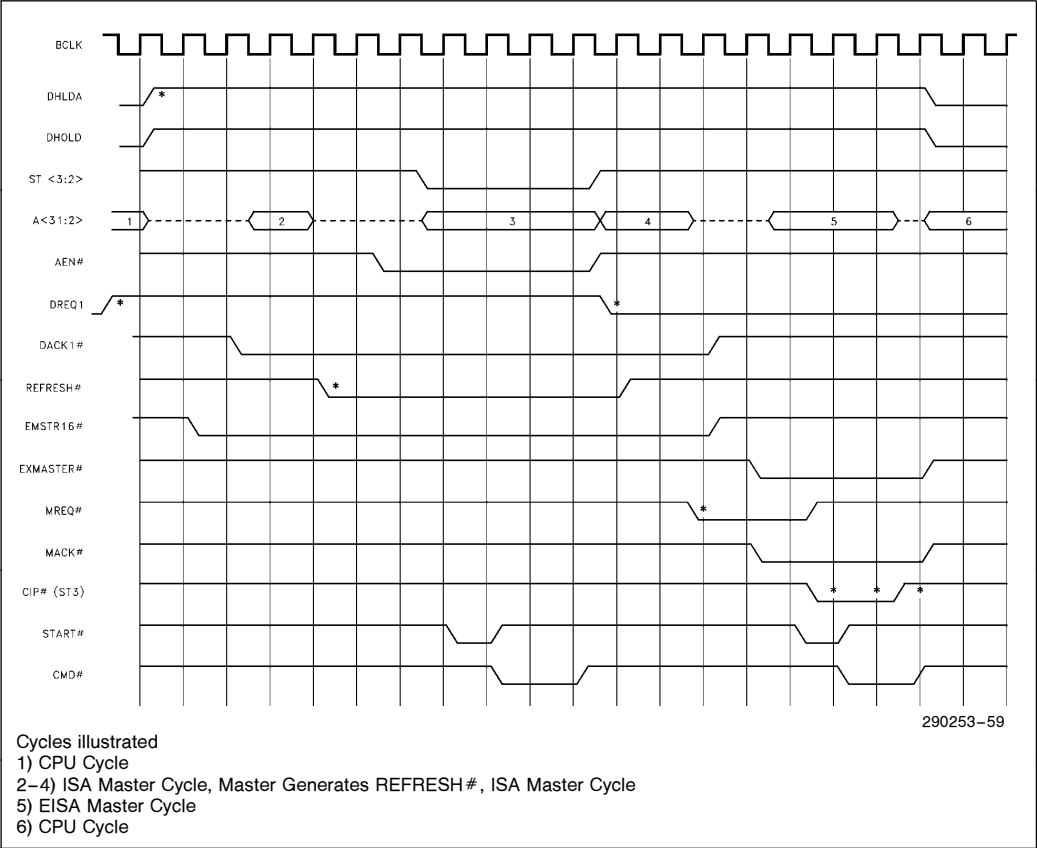 BCLK
DHLDA
*
DHOLD
ST <3:2>
A<31:2> 1 2 3 4 5 6
AEN#
DREQ1 * *
DACK1#
REFRESH# *
EMSTR16#
EXMASTER#
MREQ# *
MACK#
CIP# (ST3) * * *
START#
CMD#
290253–59
Cycles illustrated
1) CPU Cycle
2–4) ISA Master Cycle, Master Generates REFRESH#, ISA Master Cycle
5) EISA Master Cycle
6) CPU Cycle